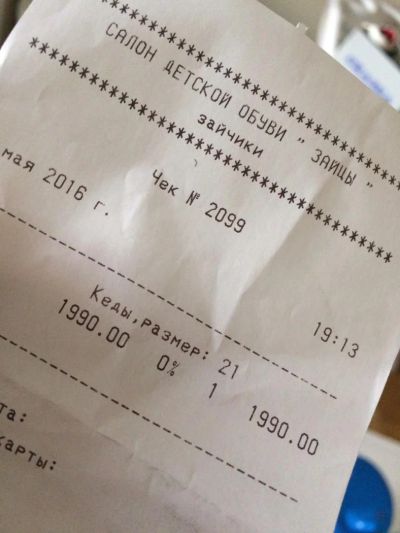 ****************************
САЛОН ДЕТСКОЙ ОБУВИ " ЗАЙЦЫ "
зайчики
****************************
Чек № 2099
мая 2016 г.
19:13
Кеды,размер: 21
1990.00 0% 1 1990.00
та:
карты: